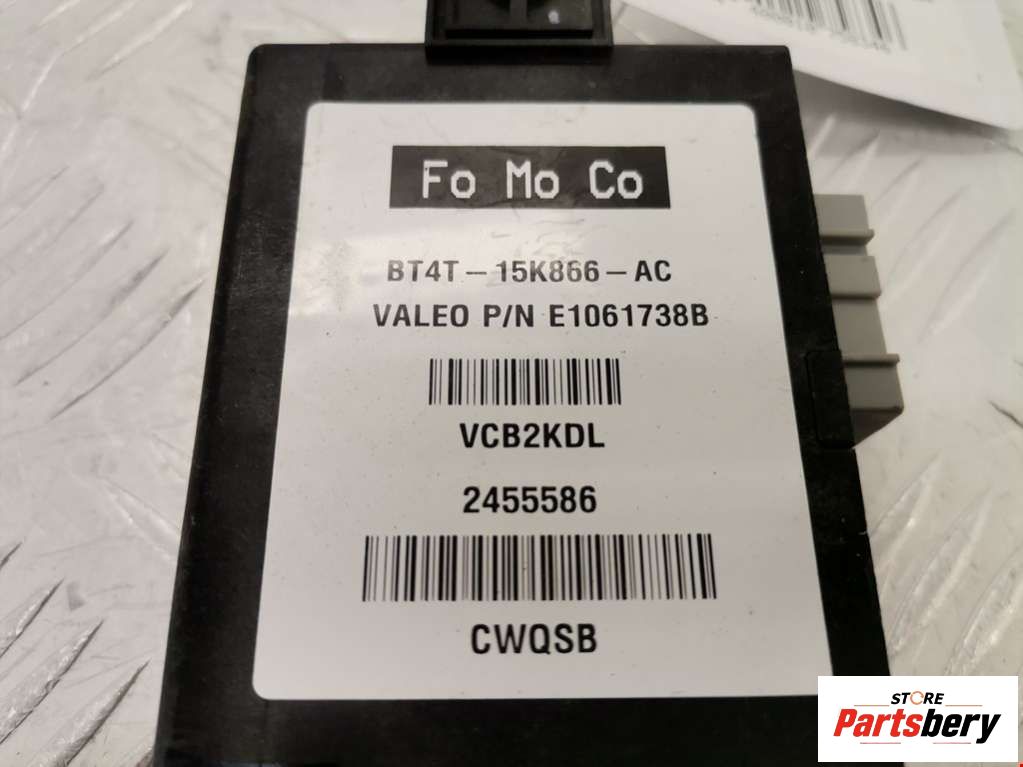 Fo Mo Co
BT4T-15K866-AC
VALEO P/N E1061738B
VCB2KDL
2455586
CWQSB
STORE
Partsbery